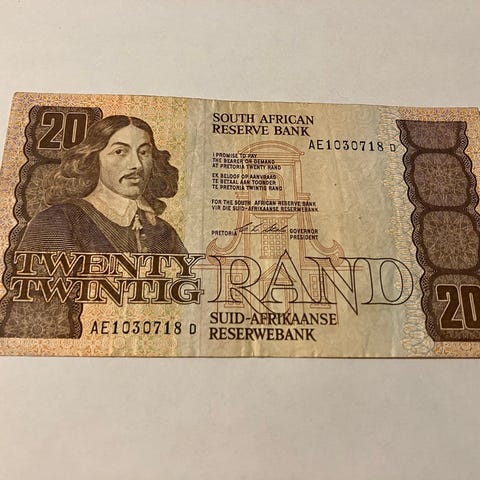 20
SOUTH AFRICAN
RESERVE BANK
AE1030718 D
I PROMISE TO PAY
THE BEARER ON DEMAND
AT PRETORIA TWENTY RAND
EK BELOOF OP AANVRAAG
TE BETAAL AAN TOONDER
TE PRETORIA TWINTIG RAND
FOR THE SOUTH AFRICAN RESERVE BANK
VIR DIE SUID-AFRIKAANSE RESERWEBANK
PRETORIA GOVERNOR
PRESIDENT
TWENTY
TWINTIG RAND
20
AE1030718 D
SUID-AFRIKAANSE
RESERWEBANK